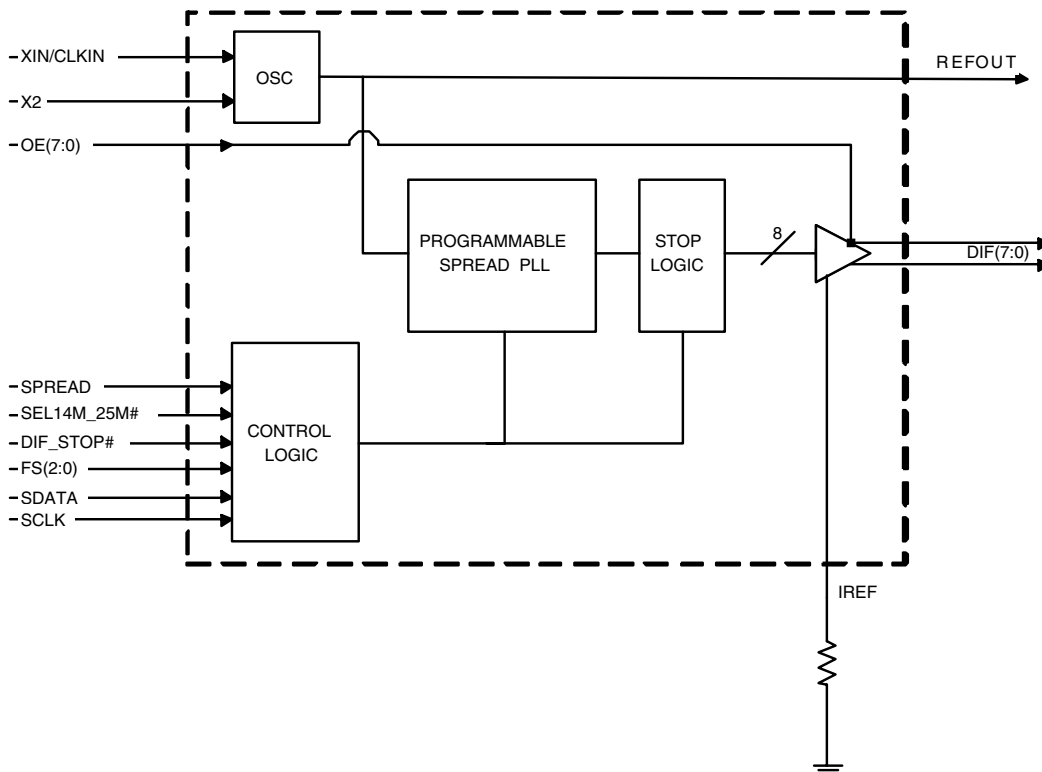 XIN/CLKIN
OSC
REFOUT
X2
OE(7:0)
PROGRAMMABLE
SPREAD PLL
STOP
LOGIC
8
DIF(7:0)
SPREAD
SEL14M_25M#
DIF_STOP#
FS(2:0)
SDATA
SCLK
CONTROL
LOGIC
IREF